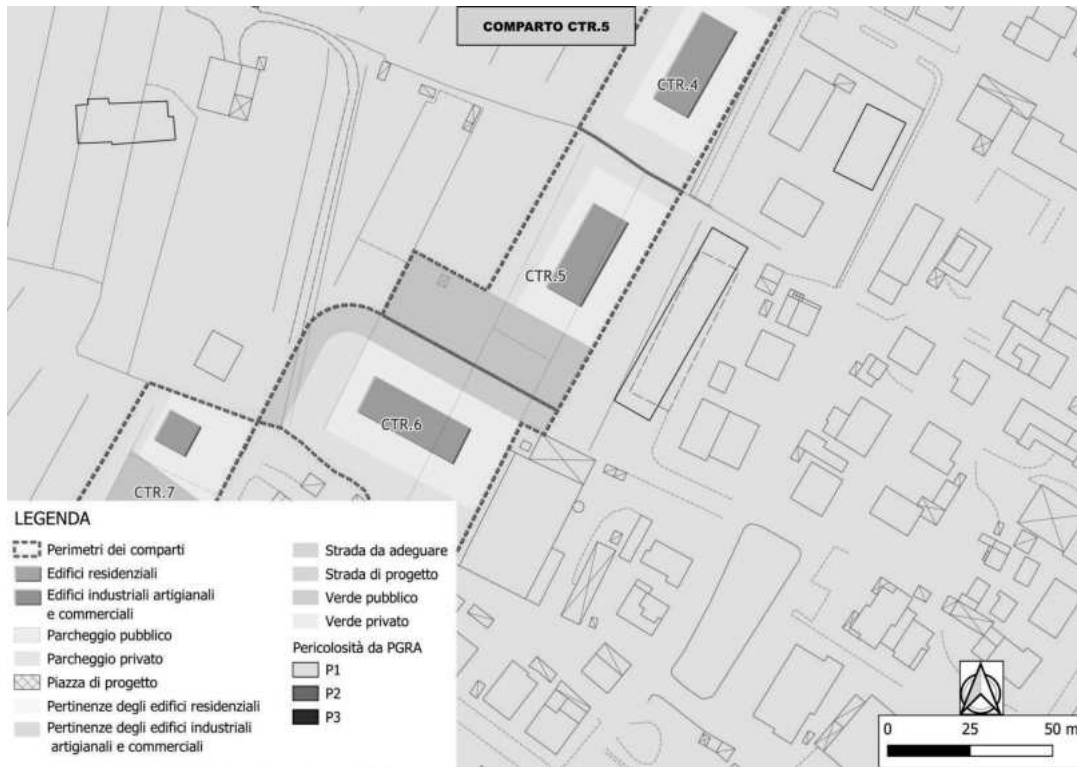 COMPARTO CTR.5
CTR.4
CTR.5
CTR.6
CTR.7
LEGENDA
Perimetri dei comparti
Edifici residenziali
Edifici industriali artigianali
e commerciali
Parcheggio pubblico
Parcheggio privato
Piazza di progetto
Pertinenze degli edifici residenziali
Pertinenze degli edifici industriali
artigianali e commerciali
Strada da adeguare
Strada di progetto
Verde pubblico
Verde privato
Pericolosità da PGRA
P1
P2
P3
0 25 50 m